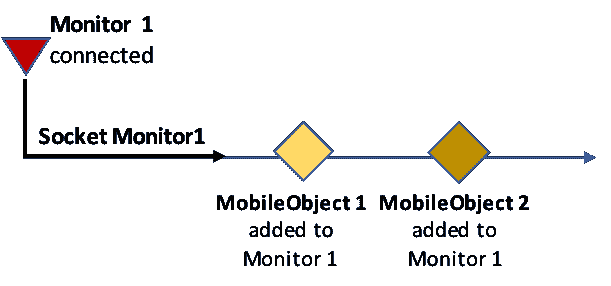 Monitor 1
connected
Socket Monitor1
MobileObject 1
added to
Monitor 1
MobileObject 2
added to
Monitor 1